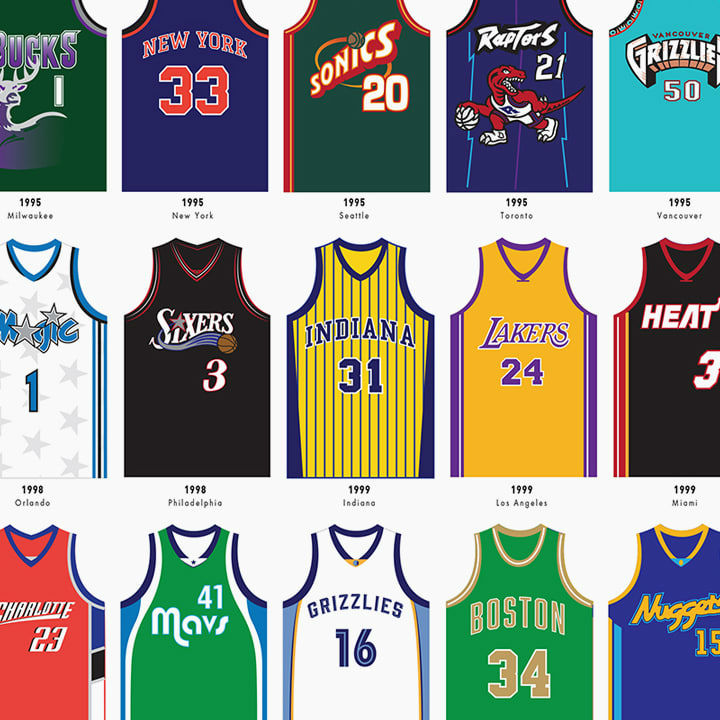 BUCKS
1
NEW YORK
33
SONICS
20
RAPTORS
21
VANCOUVER
GRIZZLIE
50
1995
Milwaukee
1995
New York
1995
Seattle
1995
Toronto
1995
Vancouver
MAgic
1
SIXERS
3
INDIANA
31
LAKERS
24
HEAT
3
1998
Orlando
1998
Philadelphia
1999
Indiana
1999
Los Angeles
1999
Miami
CHARLOTTE
23
41
Mavs
GRIZZLIES
16
BOSTON
34
Nuggets
15